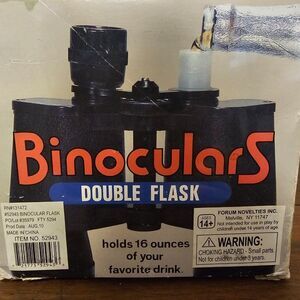 BinocularS
DOUBLE FLASK
RN#131472
#52943 BINOCULAR FLASK
PO/Lot #35979 FTY 5294
Prod Date : AUG,10
MADE IN CHINA
ITEM NO. 52943
holds 16 ounces
of your
favorite drink.
AGES
14+
FORUM NOVELTIES INC.
Melville, NY 11747
Not intended for use in play by
children under 14 years of age
WARNING:
CHOKING HAZARD - Small parts.
Not for Children under 3 years.